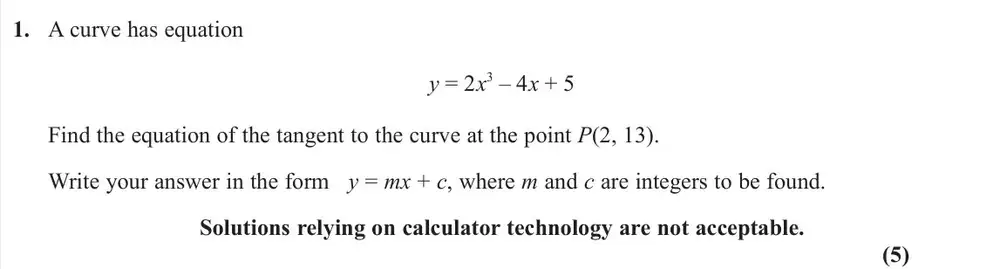 1. A curve has equation
y = 2x³ – 4x + 5
Find the equation of the tangent to the curve at the point P(2, 13).
Write your answer in the form y = mx + c, where m and c are integers to be found.
Solutions relying on calculator technology are not acceptable.
(5)